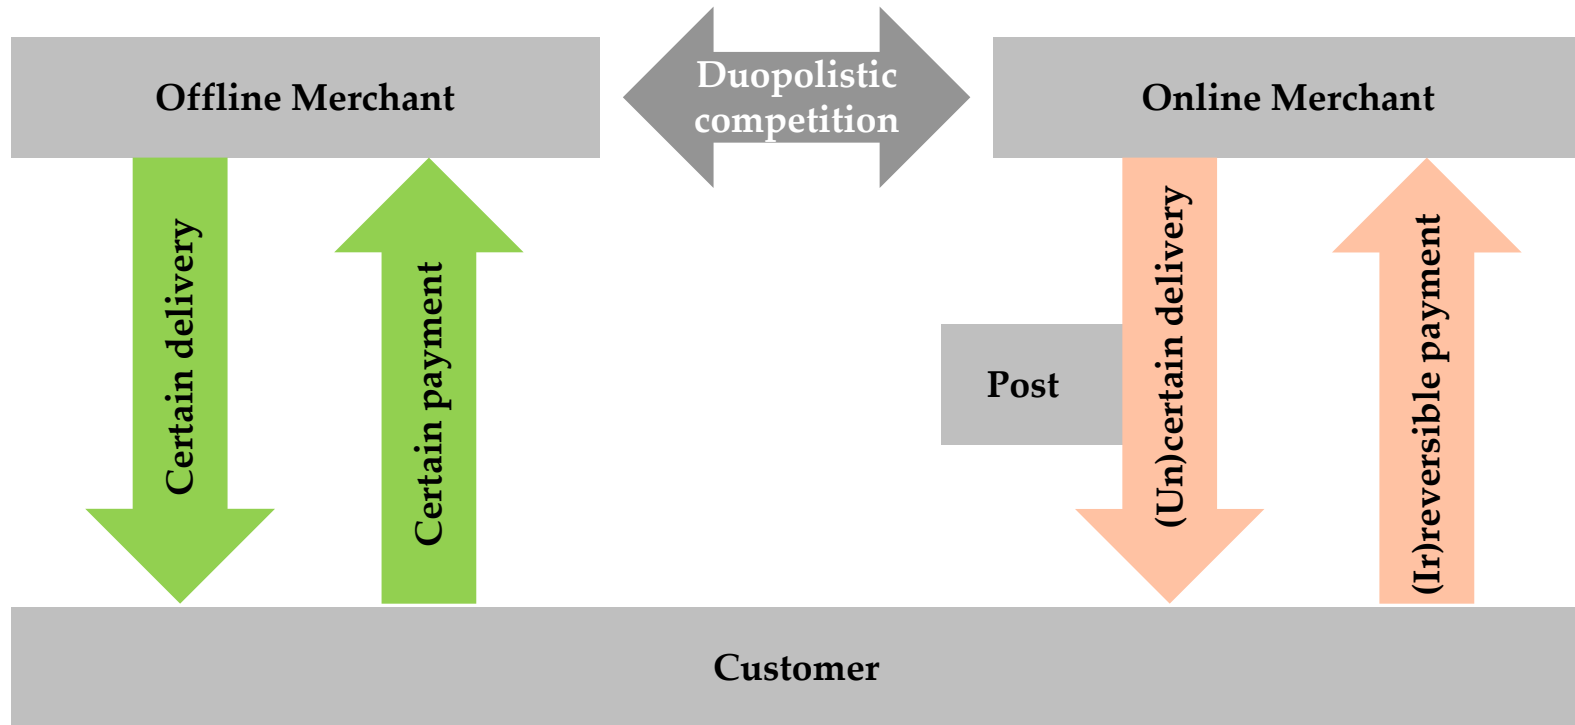 Offline Merchant
Duopolistic
competition
Online Merchant
Certain delivery
Certain payment
Post
(Un)certain delivery
(Ir)reversible payment
Customer